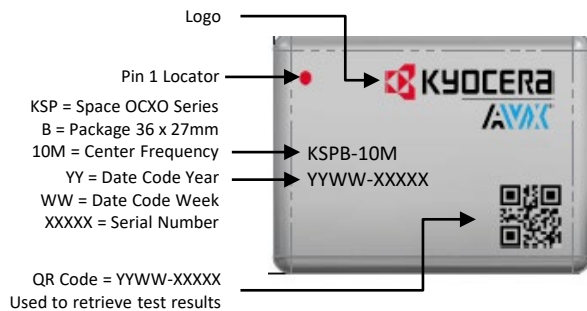 Logo
Pin 1 Locator
KSP = Space OCXO Series
B = Package 36 x 27mm
10M = Center Frequency
YY = Date Code Year
WW = Date Code Week
XXXXX = Serial Number
QR Code = YYWW-XXXXX
Used to retrieve test results
KYOCERA
AVX
KSPB-10M
YYWW-XXXXX